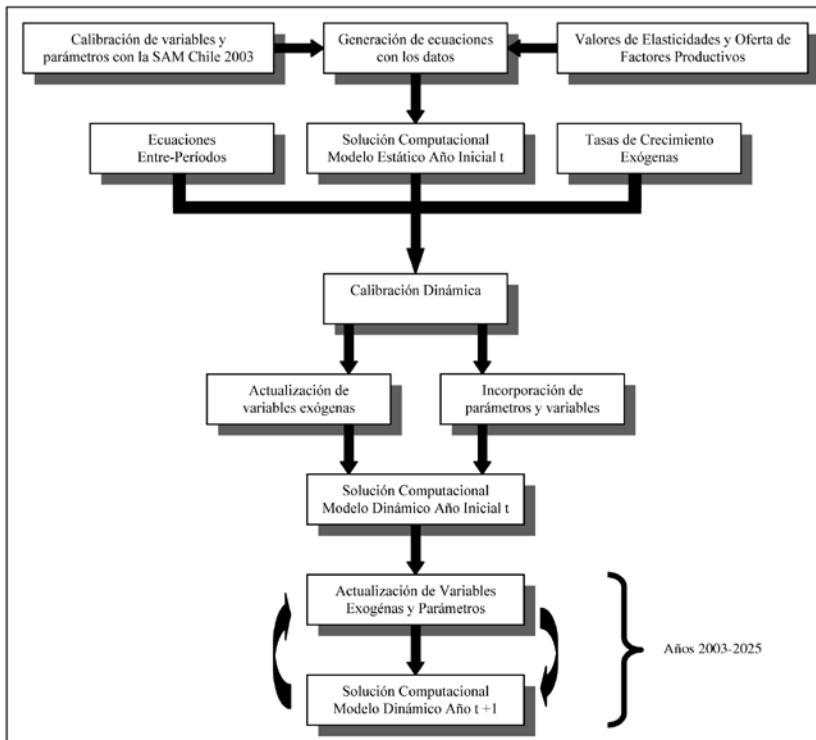 Calibración de variables y
parámetros con la SAM Chile 2003
Generación de ecuaciones
con los datos
Valores de Elasticidades y Oferta de
Factores Productivos
Ecuaciones
Entre-Períodos
Solución Computacional
Modelo Estático Año Inicial t
Tasas de Crecimiento
Exógenas
Calibración Dinámica
Actualización de
variables exógenas
Incorporación de
parámetros y variables
Solución Computacional
Modelo Dinámico Año Inicial t
Actualización de Variables
Exogénas y Parámetros
Años 2003-2025
Solución Computacional
Modelo Dinámico Año t +1